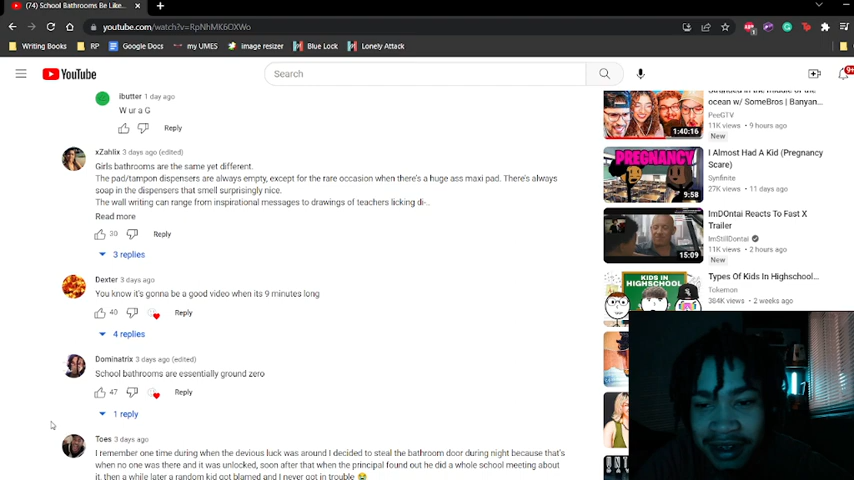 (74) School Bathrooms Be Like...
youtube.com/watch?v=RpNhMK6OXWo
Writing Books RP Google Docs my UMES image resizer Blue Lock Lonely Attack
YouTube Search 9+
ibutter 1 day ago
W ur a G
Reply
xZahlix 3 days ago (edited)
Girls bathrooms are the same yet different.
The pad/tampon dispensers are always empty, except for the rare occasion when there's a huge ass maxi pad. There's always
soap in the dispensers that smell surprisingly nice.
The wall writing can range from inspirational messages to drawings of teachers licking di-..
Read more
30 Reply
3 replies
Dexter 3 days ago
You know it's gonna be a good video when its 9 minutes long
40 Reply
4 replies
Dominatrix 3 days ago (edited)
School bathrooms are essentially ground zero
47 Reply
1 reply
Toes 3 days ago
I remember one time during when the devious luck was around I decided to steal the bathroom door during night because that's
when no one was there and it was unlocked, soon after that when the principal found out he did a whole school meeting about
it, then a while later a random kid got blamed and I never got in trouble 😭
Stranded in the middle of the
ocean w/ SomeBros | Banyan...
PeeGTV
11K views • 9 hours ago
New
1:40:16
PREGNANCY
9:58
I Almost Had A Kid (Pregnancy
Scare)
Synfinite
27K views • 11 days ago
15:09
ImDOntai Reacts To Fast X
Trailer
ImStillDontai
11K views • 2 hours ago
New
KIDS IN
HIGHSCHOOL
Types Of Kids In Highschool...
Tokemon
384K views • 2 weeks ago